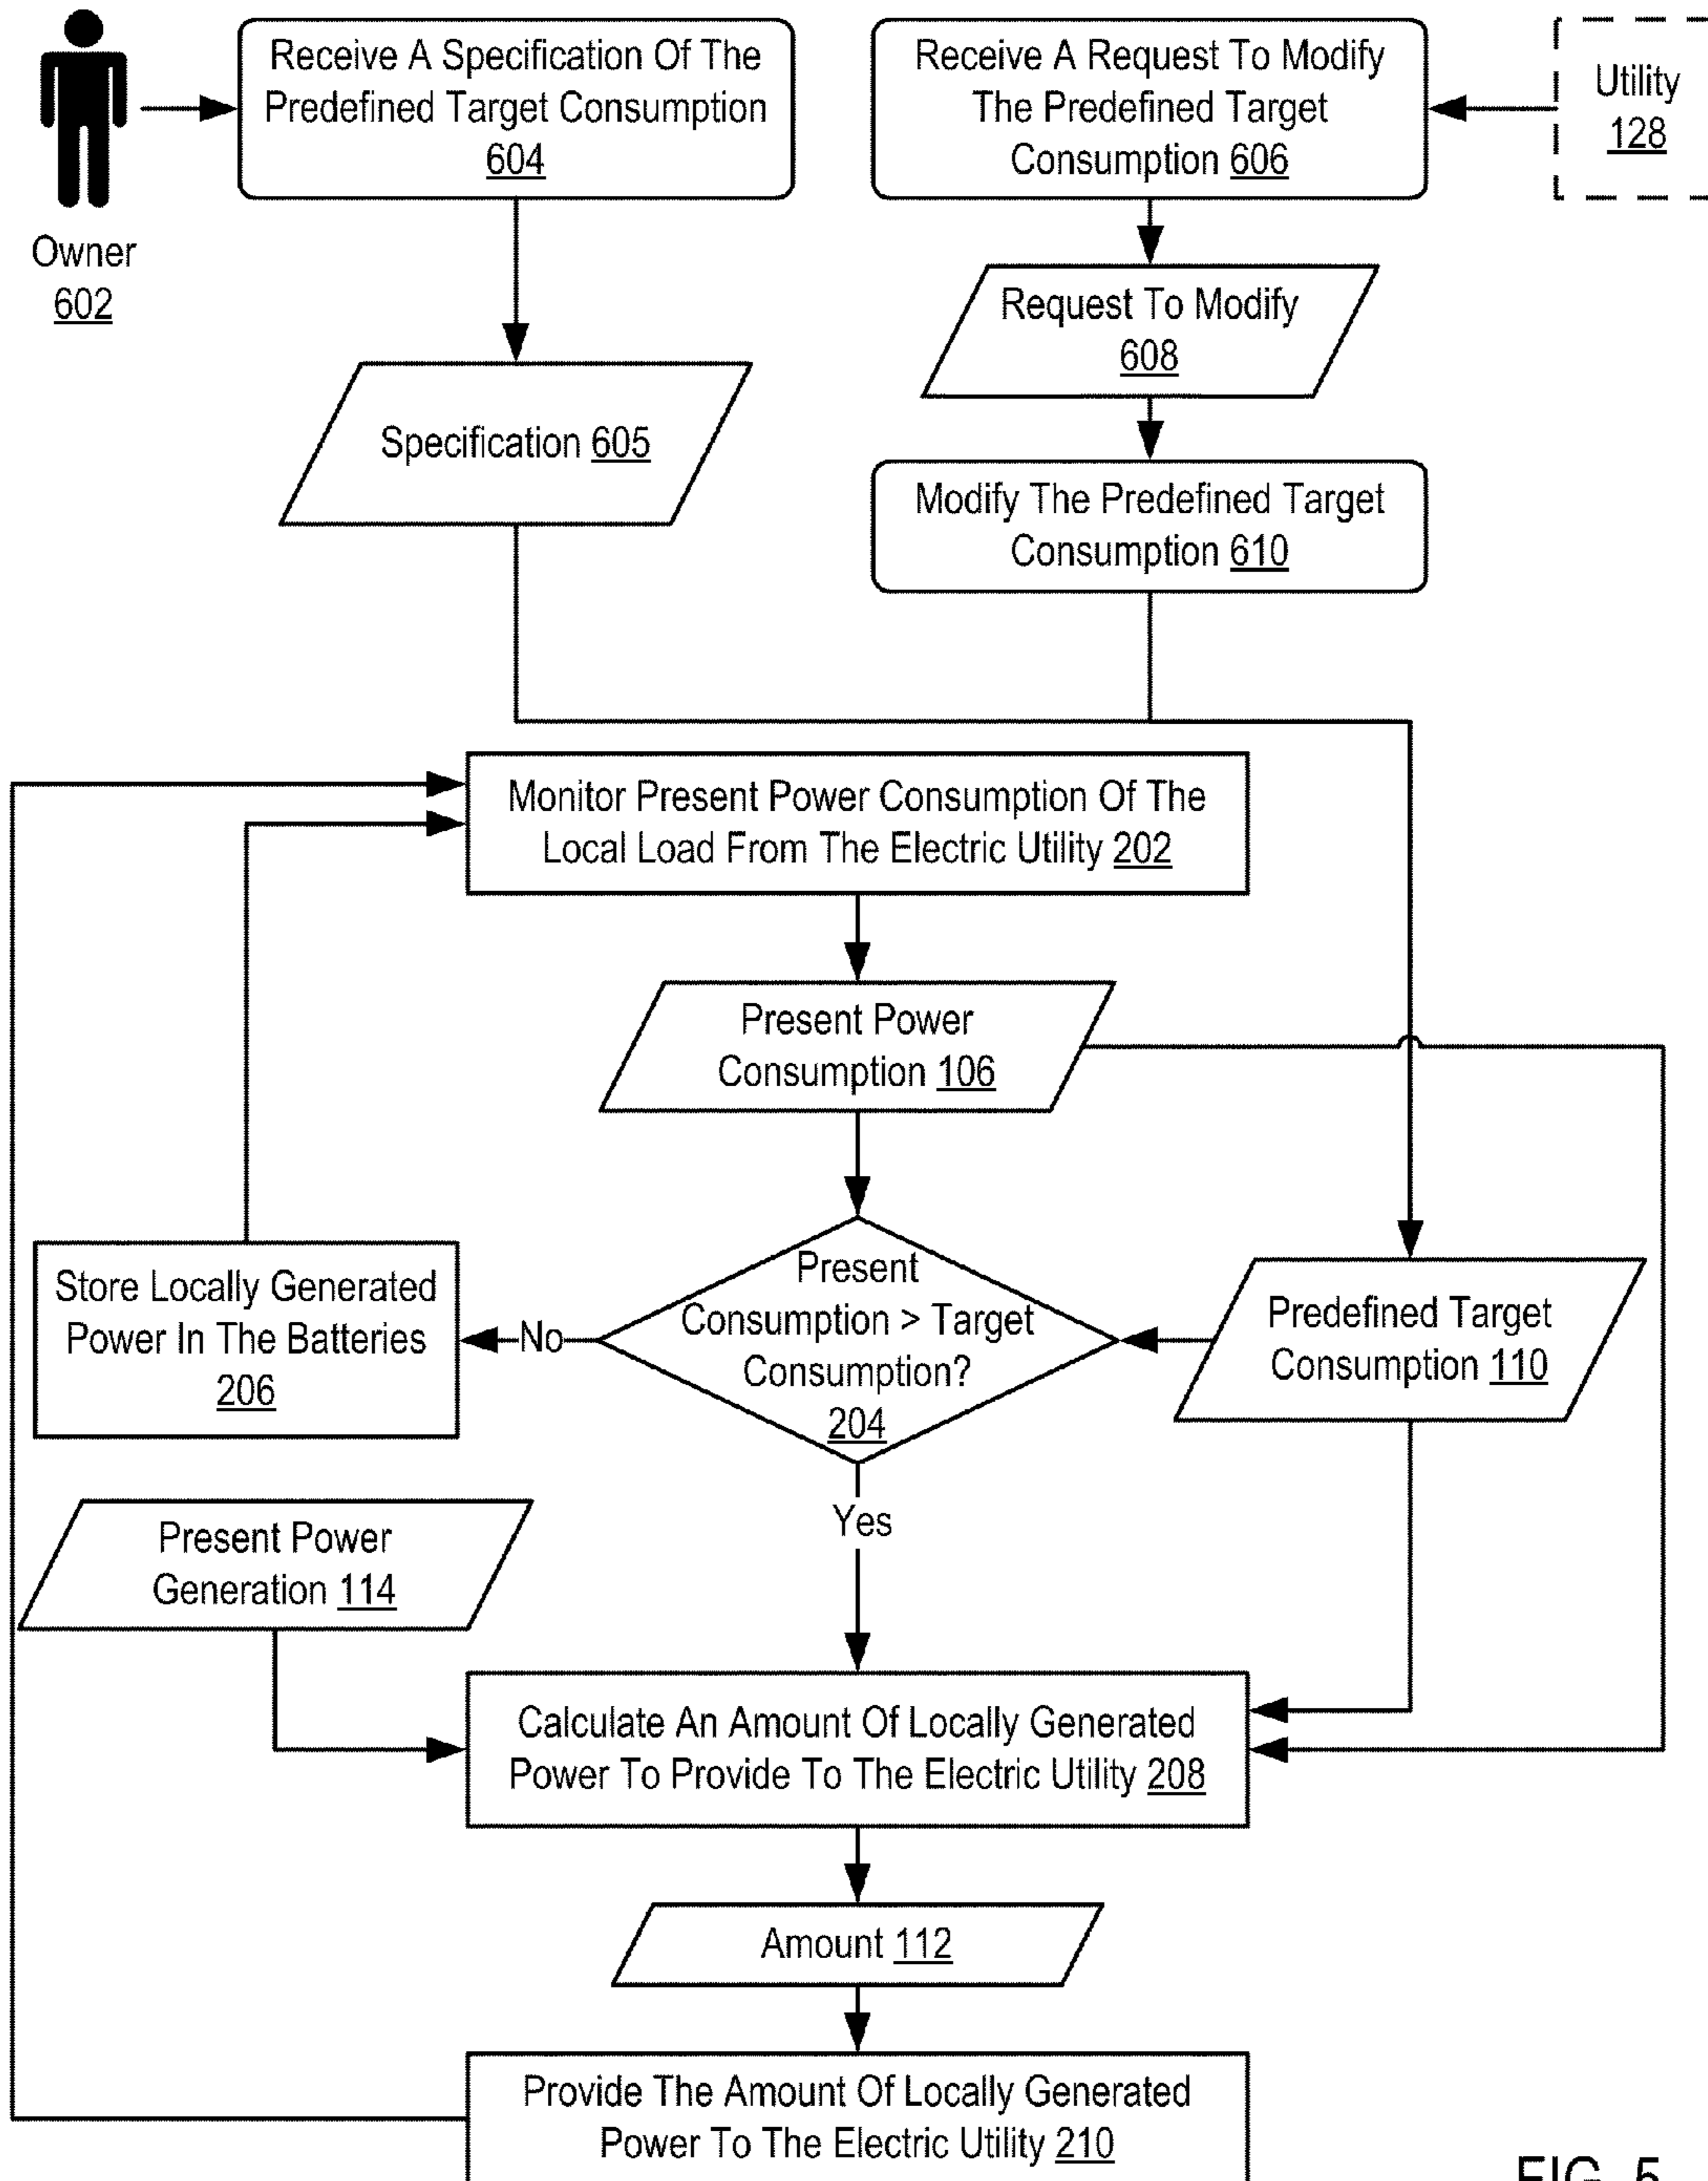 Receive A Specification Of The
Predefined Target Consumption
604
Receive A Request To Modify
The Predefined Target
Consumption 606
Utility
128
Owner
602
Request To Modify
608
Specification 605
Modify The Predefined Target
Consumption 610
Monitor Present Power Consumption Of The
Local Load From The Electric Utility 202
Present Power
Consumption 106
Store Locally Generated
Power In The Batteries
206
No
Present
Consumption > Target
Consumption?
204
Predefined Target
Consumption 110
Yes
Present Power
Generation 114
Calculate An Amount Of Locally Generated
Power To Provide To The Electric Utility 208
Amount 112
Provide The Amount Of Locally Generated
Power To The Electric Utility 210
FIG. 5